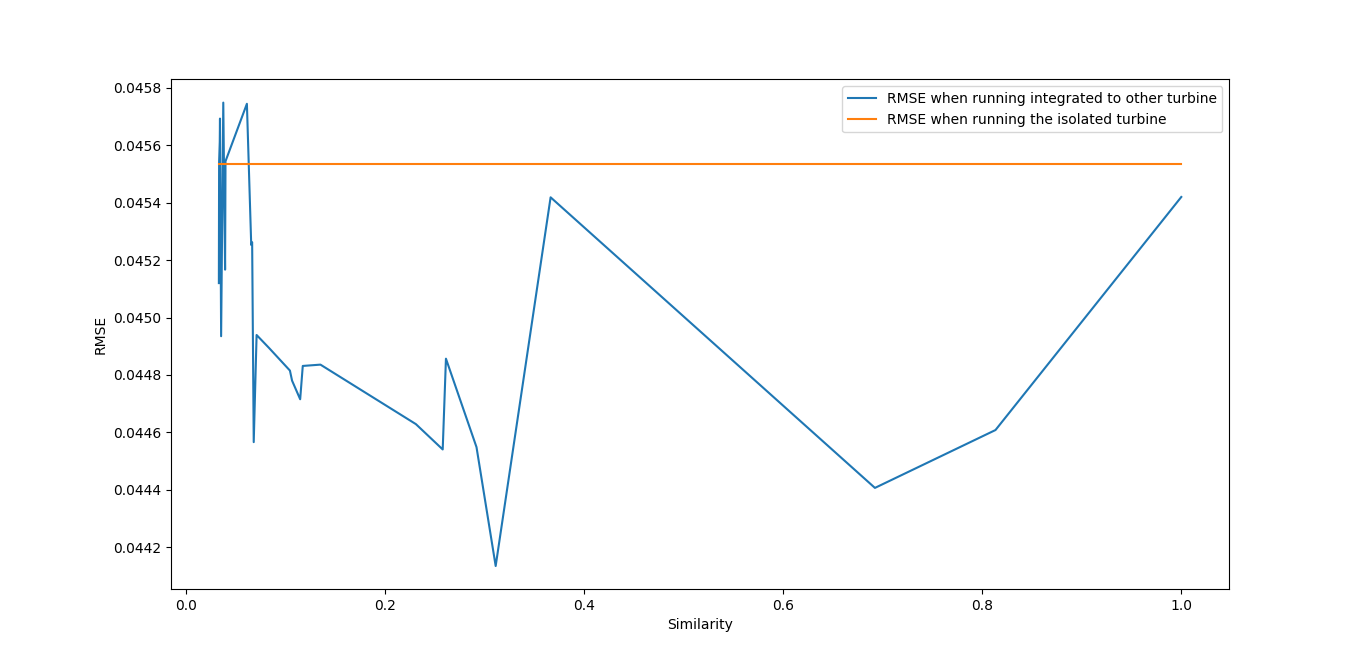 0.0458
0.0456
0.0454
0.0452
0.0450
0.0448
0.0446
0.0444
0.0442
RMSE
RMSE when running integrated to other turbine
RMSE when running the isolated turbine
0.0 0.2 0.4 0.6 0.8 1.0
Similarity